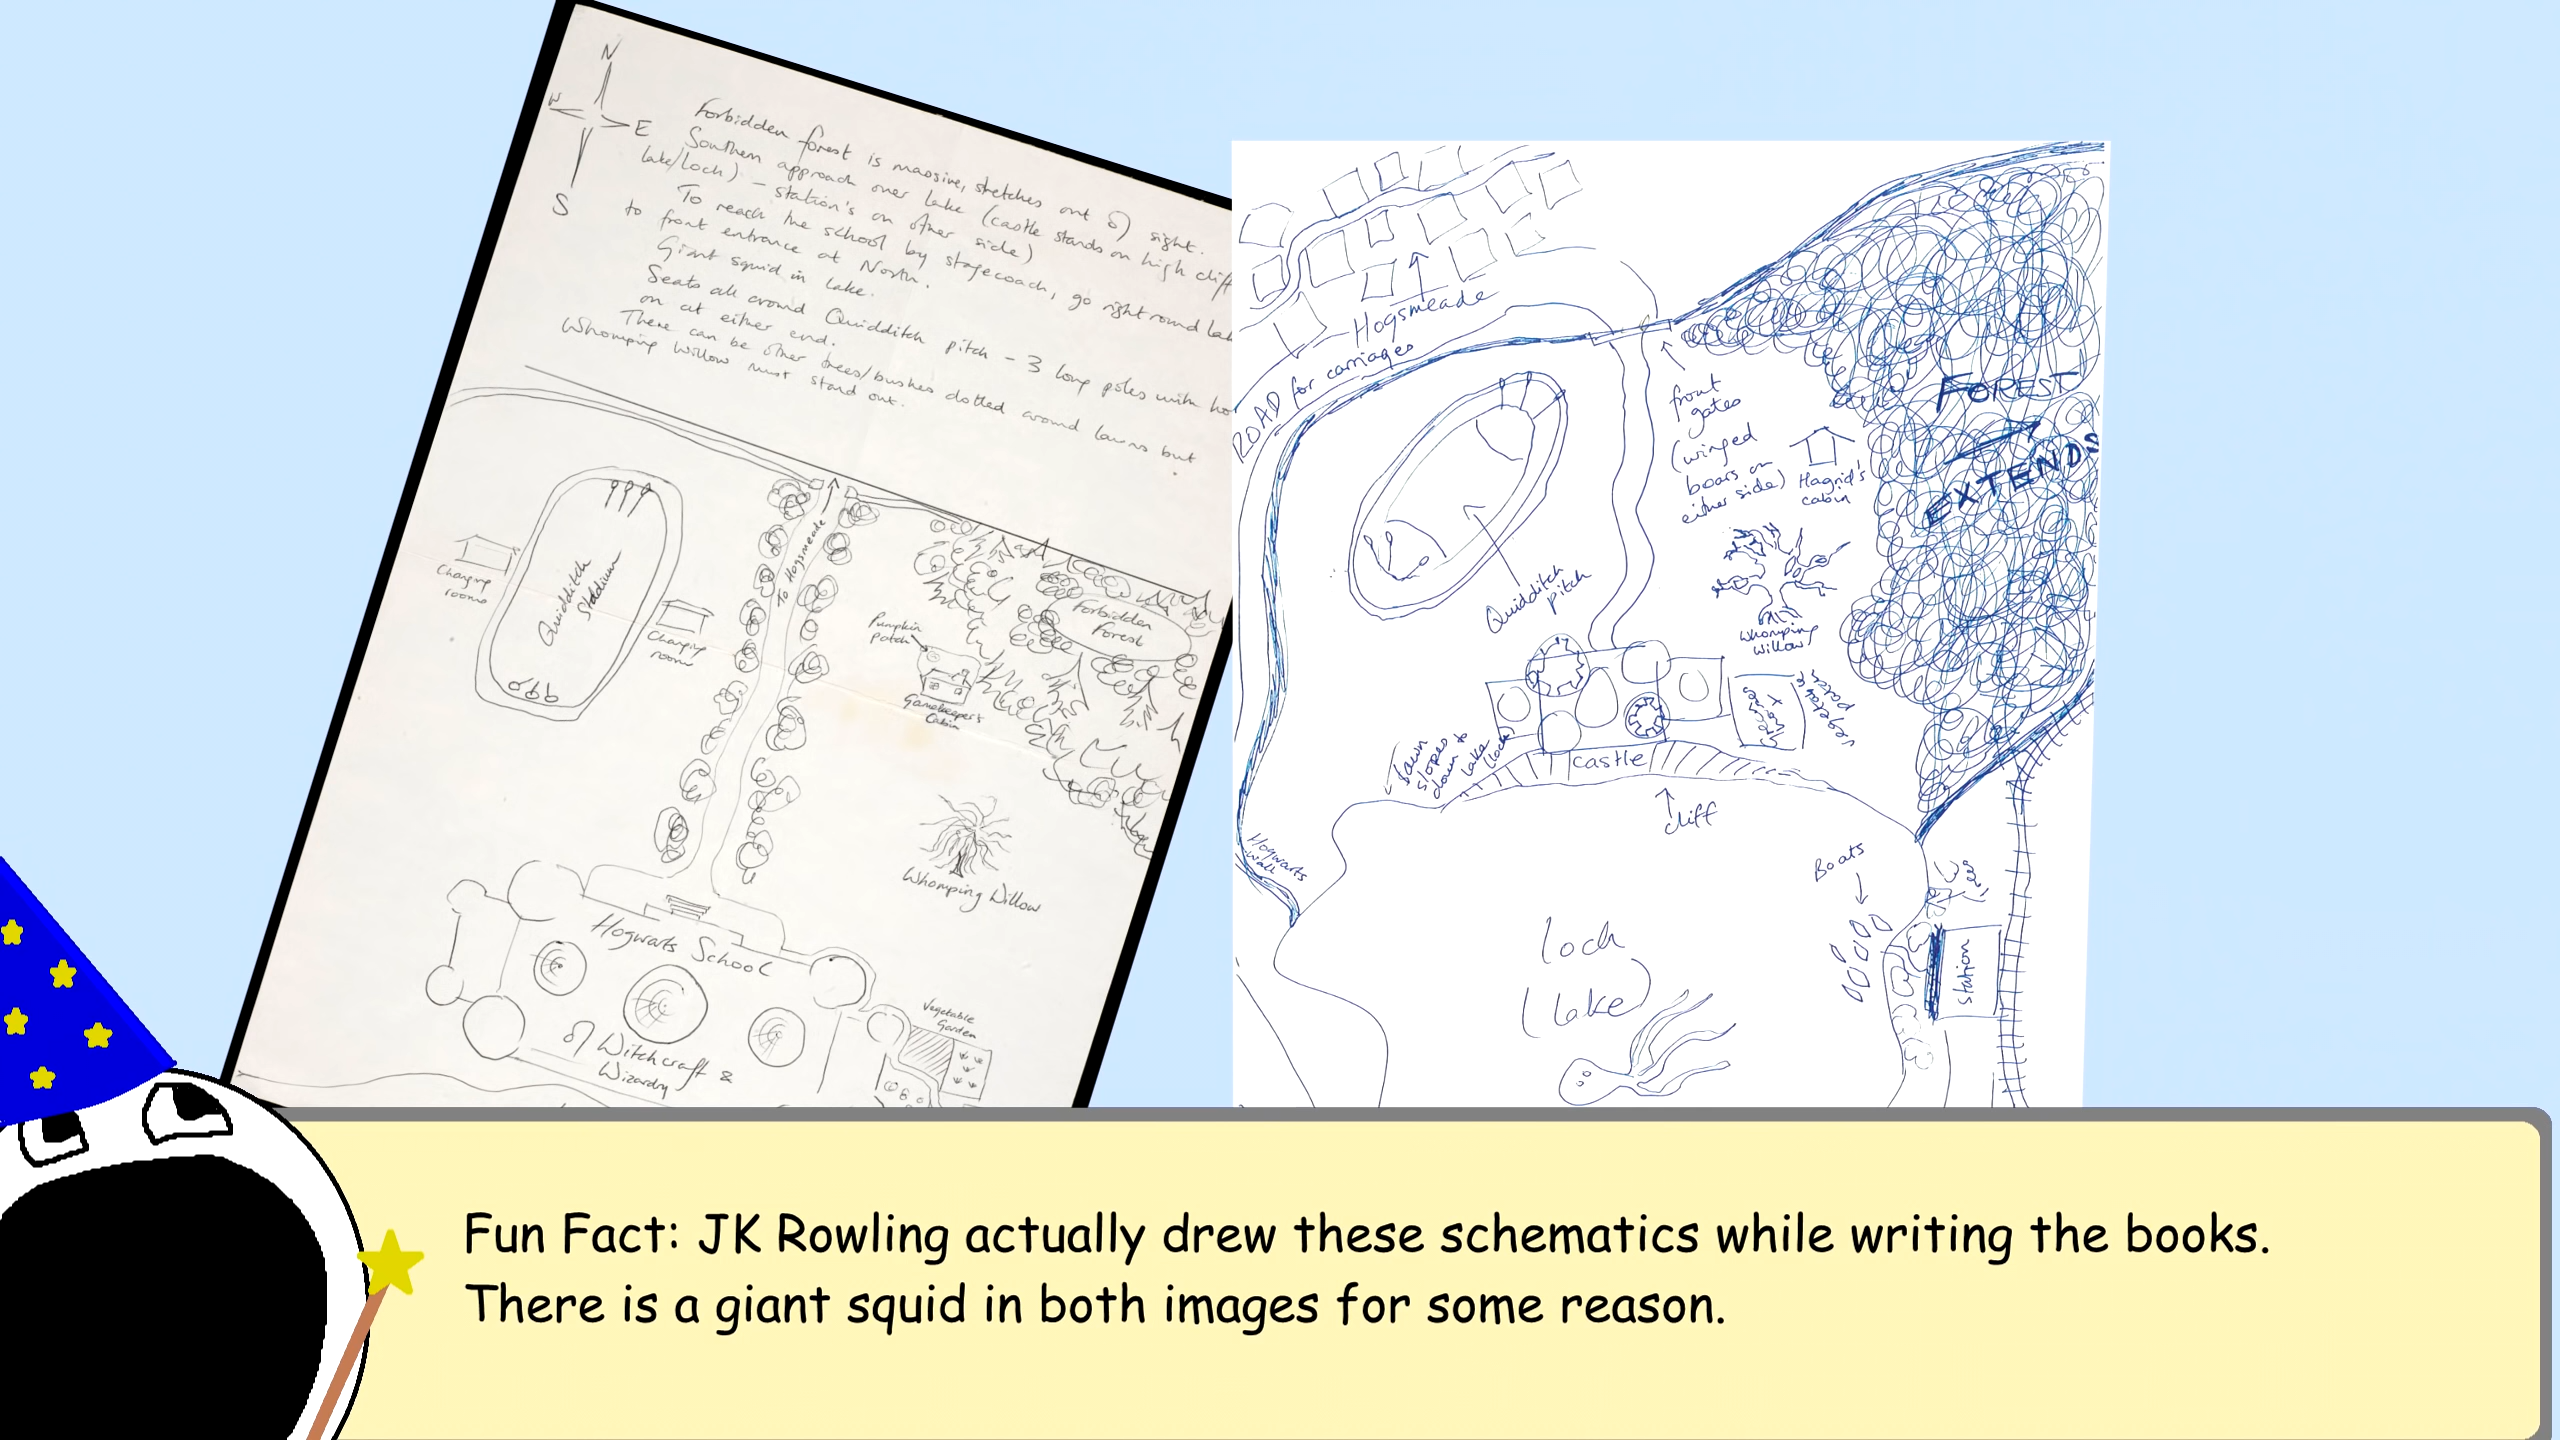 N
W
E
S
Forbidden forest is massive, stretches out of sight.
Southern approach over lake (castle stands on high cliff
lake/loch) – station's on other side)
To reach the school by stagecoach, go right round lake
to front entrance at North.
Giant squid in lake.
Seats all around Quidditch pitch – 3 long poles with ho
on at either end.
There can be other trees/bushes dotted around lawns but
Whomping Willow must stand out.
To Hogsmeade
Quidditch
Stadium
Changing
rooms
Changing
rooms
Pumpkin
patch
Gamekeeper's
Cabin
Forbidden
Forest
Whomping Willow
Hogwarts School
of Witchcraft &
Wizardry
Vegetable
Garden
Hogsmeade
ROAD for carriages
front
gates
(winged
boars on
either side)
Hagrid's
cabin
FOREST
EXTENDS
Quidditch
pitch
Whomping
Willow
vegetable
patch
lawn
slopes
down to
lake
(loch)
castle
cliff
Hogwarts
wall
Boats
station
loch
(lake)
Fun Fact: JK Rowling actually drew these schematics while writing the books.
There is a giant squid in both images for some reason.